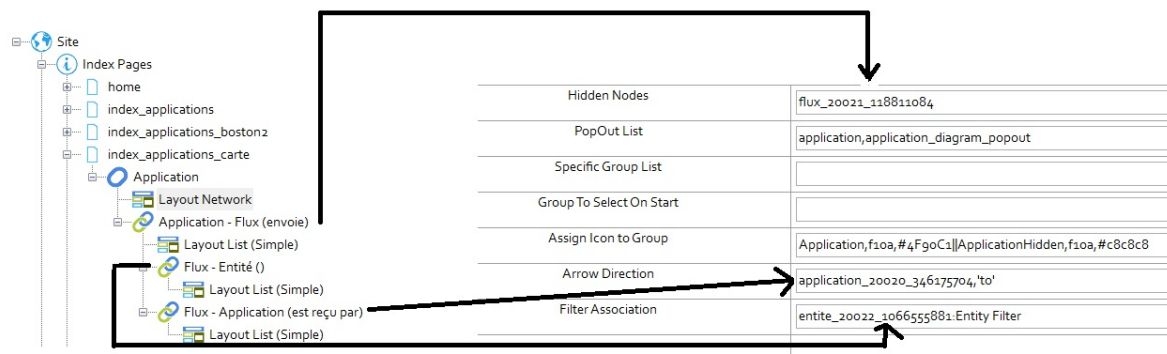 Site
Index Pages
home
index_applications
index_applications_boston2
index_applications_carte
Application
Layout Network
Application - Flux (envoie)
Layout List (Simple)
Flux - Entité ()
Layout List (Simple)
Flux - Application (est reçu par)
Layout List (Simple)
Hidden Nodes
flux_20021_118811084
PopOut List
application,application_diagram_popout
Specific Group List
Group To Select On Start
Assign Icon to Group
Application,f10a,#4F90C1||ApplicationHidden,f10a,#c8c8c8
Arrow Direction
application_20020_346175704,'to'
Filter Association
entite_20022_1066555881:Entity Filter